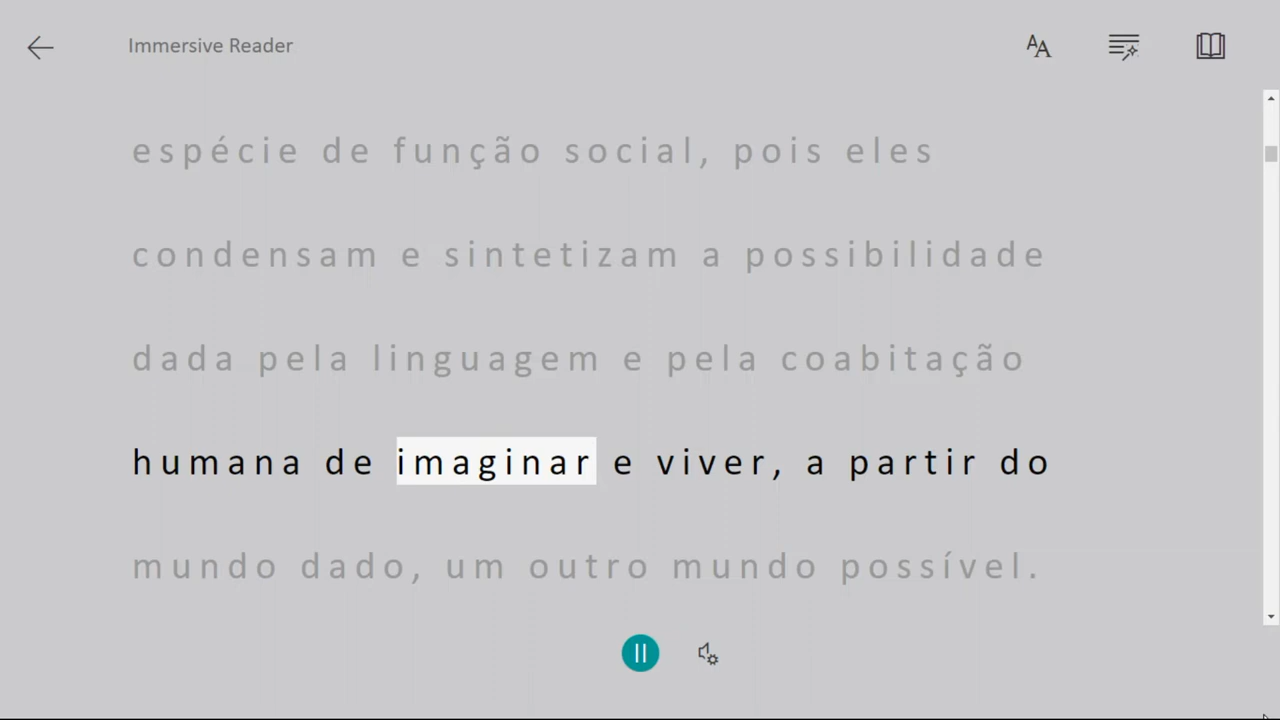 Immersive Reader
espécie de função social, pois eles
condensam e sintetizam a possibilidade
dada pela linguagem e pela coabitação
humana de imaginar e viver, a partir do
mundo dado, um outro mundo possível.